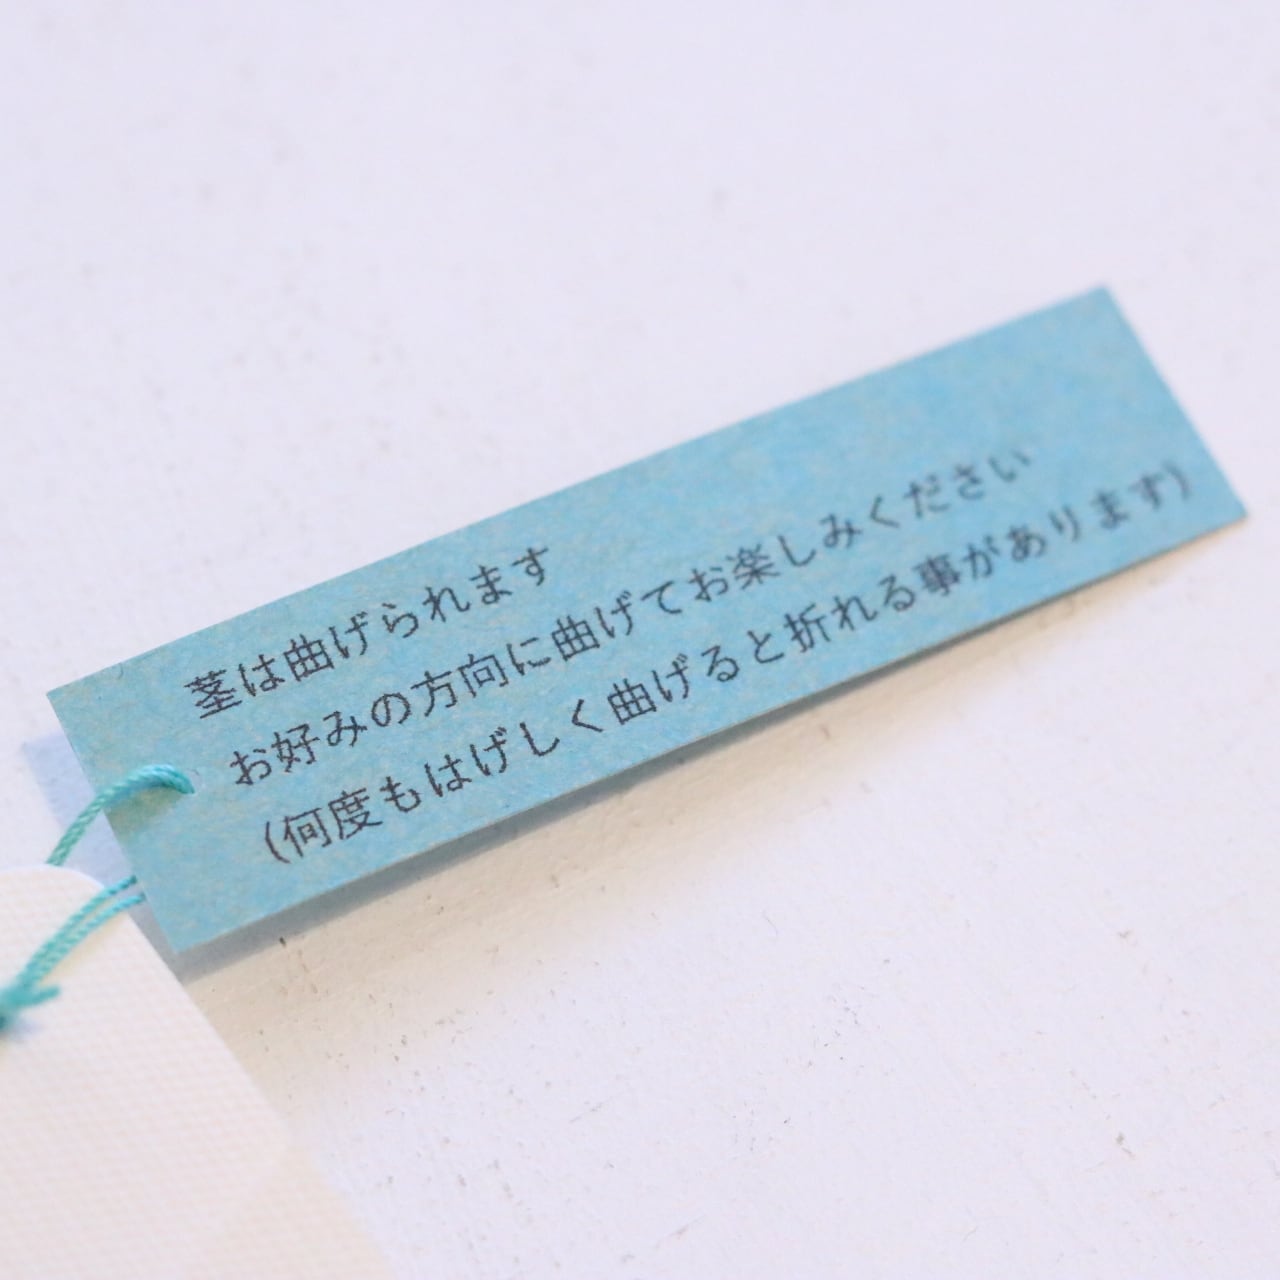 茎は曲げられます
お好みの方向に曲げてお楽しみください
(何度もはげしく曲げると折れる事があります)